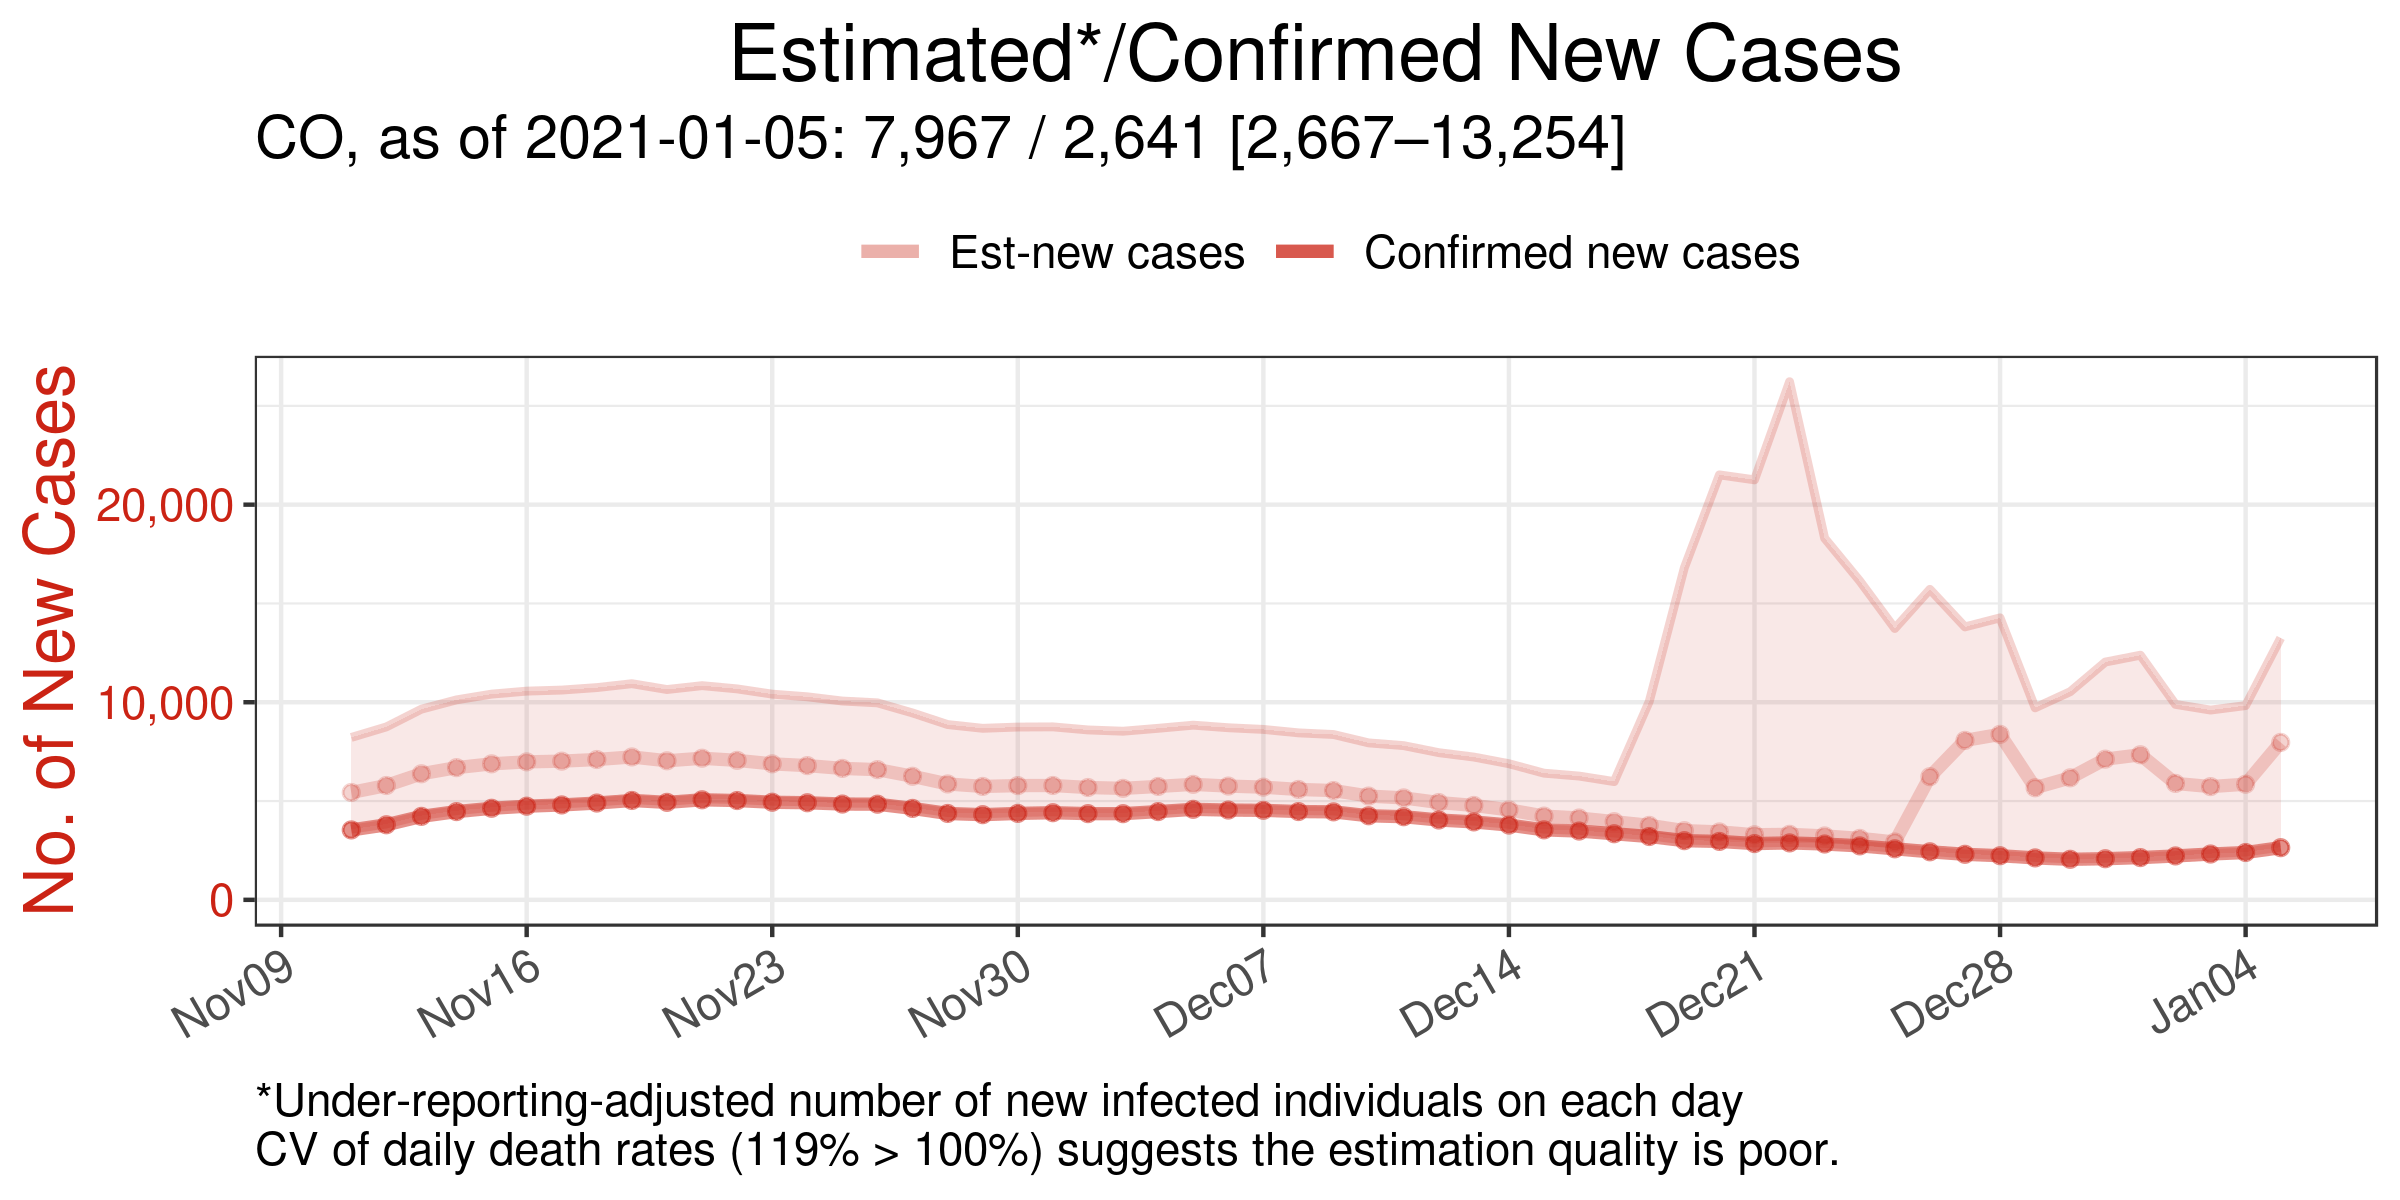 Estimated*/Confirmed New Cases
CO, as of 2021-01-05: 7,967 / 2,641 [2,667–13,254]
Est-new cases
Confirmed new cases
No. of New Cases
20,000
10,000
0
Nov09
Nov16
Nov23
Nov30
Dec07
Dec14
Dec21
Dec28
Jan04
*Under-reporting-adjusted number of new infected individuals on each day
CV of daily death rates (119% > 100%) suggests the estimation quality is poor.